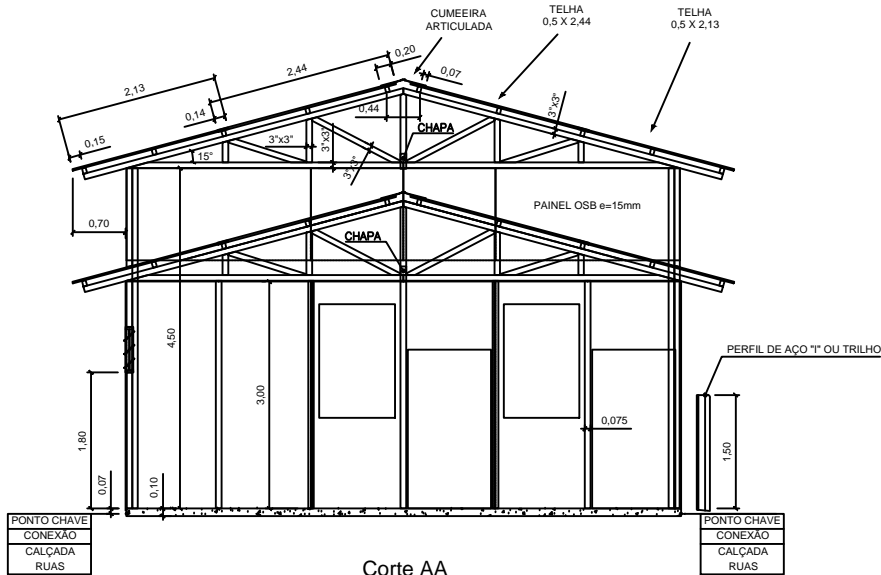 CUMEEIRA
ARTICULADA
TELHA
0,5 X 2,44
TELHA
0,5 X 2,13
0,20
2,44
0,07
2,13
0,14
0,44
3"x3"
0,15
CHAPA
3"x3"
3"x3"
15°
3"x3"
PAINEL OSB e=15mm
0,70
CHAPA
4,50
PERFIL DE AÇO "I" OU TRILHO
3,00
0,075
1,80
1,50
0,07
0,10
PONTO CHAVE
CONEXÃO
CALÇADA
RUAS
PONTO CHAVE
CONEXÃO
CALÇADA
RUAS
Corte AA